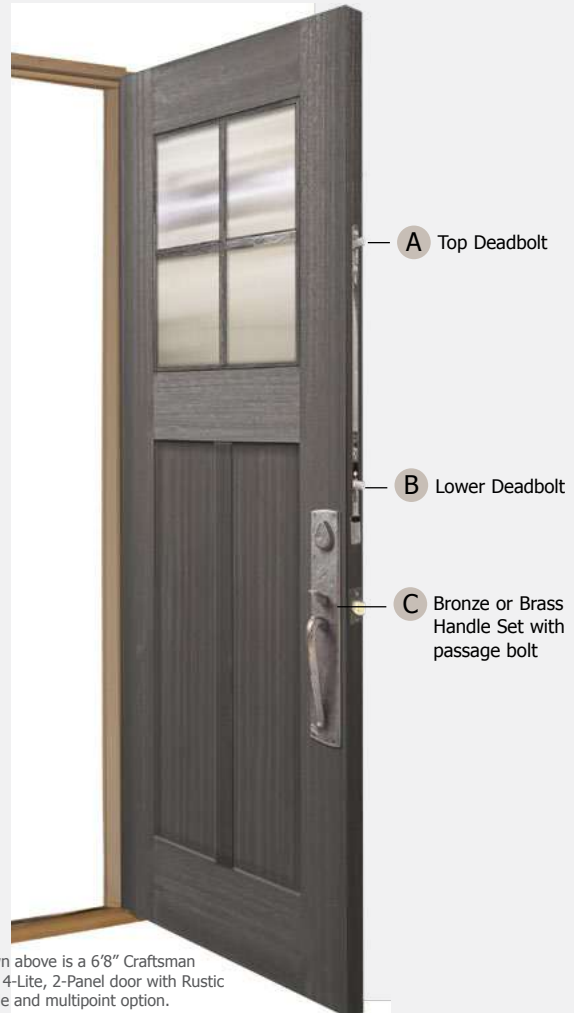 A Top Deadbolt
B Lower Deadbolt
C Bronze or Brass
Handle Set with
passage bolt
above is a 6’8” Craftsman
4-Lite, 2-Panel door with Rustic
and multipoint option.